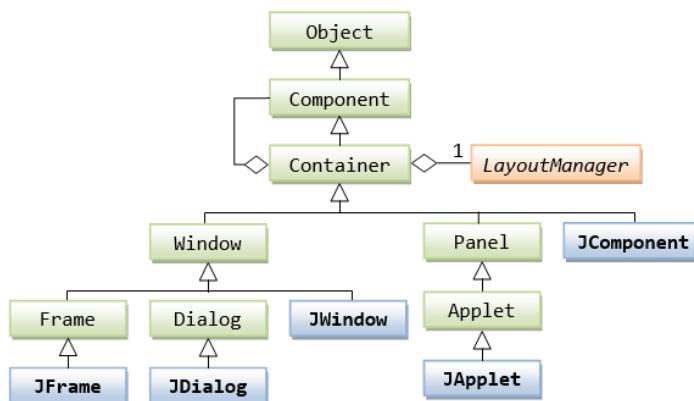 Object
Component
Container
1
LayoutManager
Window
Panel
JComponent
Frame
Dialog
JWindow
Applet
JFrame
JDialog
JApplet